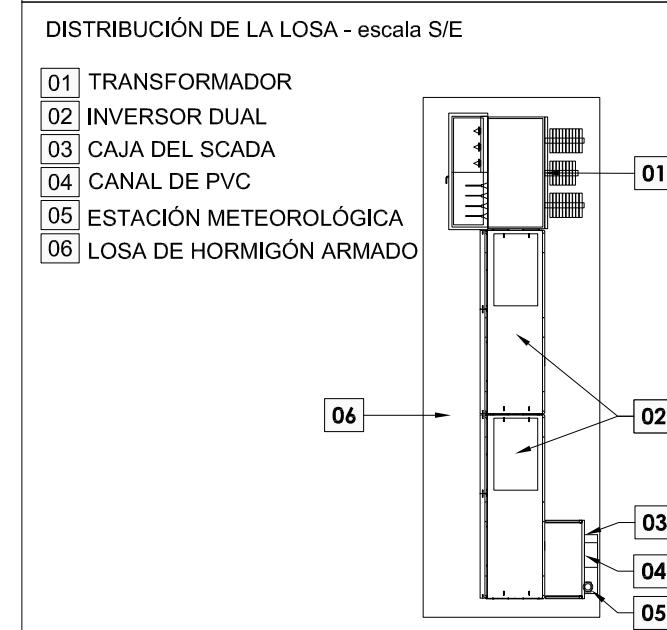 DISTRIBUCIÓN DE LA LOSA - escala S/E
01 TRANSFORMADOR
02 INVERSOR DUAL
03 CAJA DEL SCADA
04 CANAL DE PVC
05 ESTACIÓN METEOROLÓGICA
06 LOSA DE HORMIGÓN ARMADO
01
06
02
03
04
05